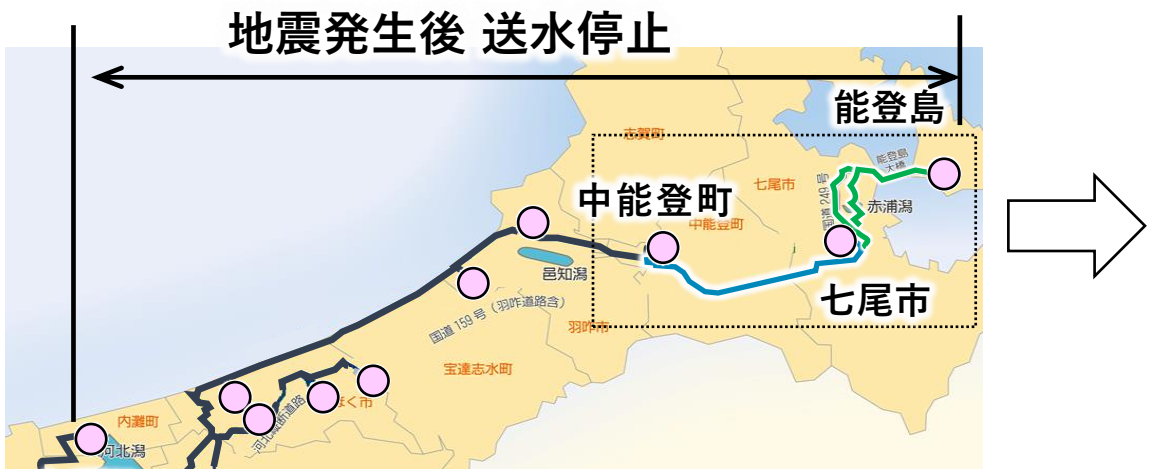 地震発生後 送水停止
能登島
志賀町
能登島
大橋
七尾市
国道249号
赤浦潟
中能登町
中能登町
邑知潟
七尾市
国道159号（羽咋道路含）
羽咋市
宝達志水町
ほく市
内灘町
河北縦断道路
河北潟